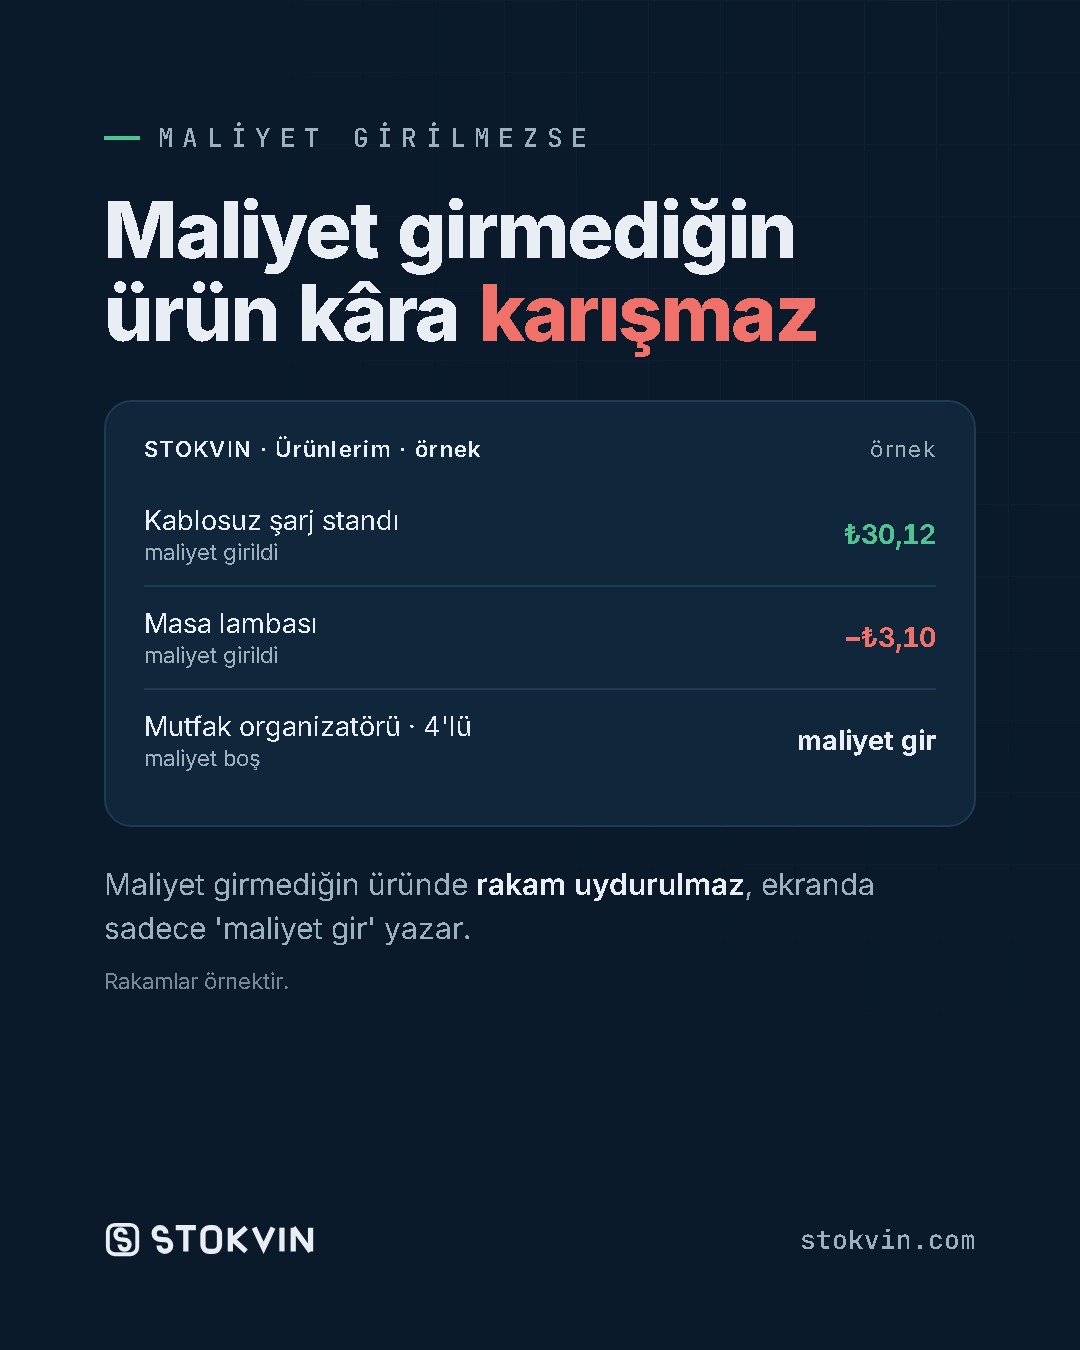 MALİYET GİRİLMEZSE
Maliyet girmediğin
ürün kâra karışmaz
STOKVIN · Ürünlerim · örnek
örnek
Kablosuz şarj standı
maliyet girildi
₺30,12
Masa lambası
maliyet girildi
−₺3,10
Mutfak organizatörü · 4'lü
maliyet boş
maliyet gir
Maliyet girmediğin üründe rakam uydurulmaz, ekranda
sadece 'maliyet gir' yazar.
Rakamlar örnektir.
STOKVIN
stokvin.com